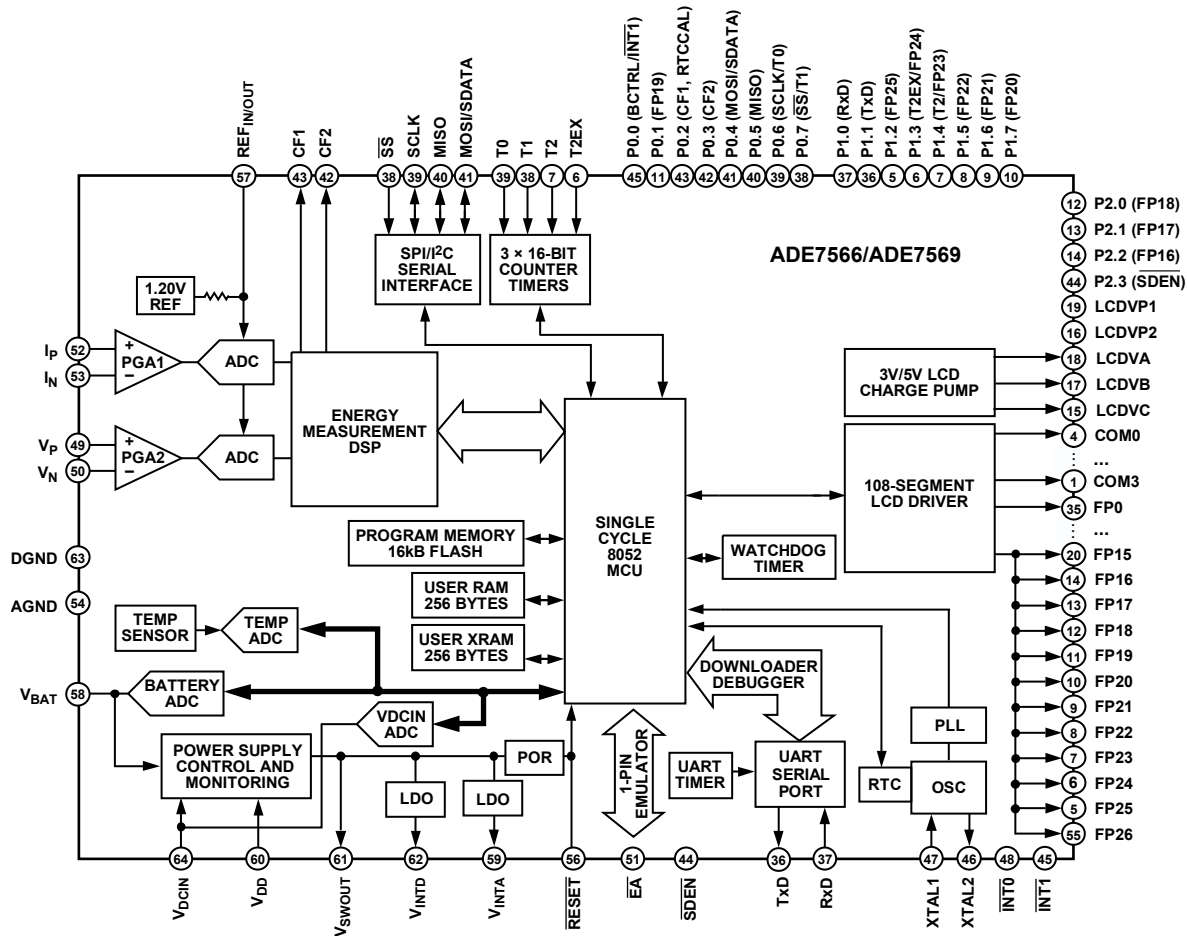 REF IN/OUT
CF1
CF2
SS
SCLK
MISO
MOSI/SDATA
T0
T1
T2
T2EX
P0.0 (BCTRL/INT1)
P0.1 (FP19)
P0.2 (CF1, RTCCAL)
P0.3 (CF2)
P0.4 (MOSI/SDATA)
P0.5 (MISO)
P0.6 (SCLK/T0)
P0.7 (SS/T1)
P1.0 (RxD)
P1.1 (TxD)
P1.2 (FP25)
P1.3 (T2EX/FP24)
P1.4 (T2/FP23)
P1.5 (FP22)
P1.6 (FP21)
P1.7 (FP20)
57
43
42
38
39
40
41
39
38
7
6
45
11
43
42
41
40
39
38
37
36
5
6
7
8
9
10
ADE7566/ADE7569
12 P2.0 (FP18)
13 P2.1 (FP17)
14 P2.2 (FP16)
44 P2.3 (SDEN)
19 LCDVP1
16 LCDVP2
18 LCDVA
17 LCDVB
15 LCDVC
4 COM0
...
1 COM3
35 FP0
...
20 FP15
14 FP16
13 FP17
12 FP18
11 FP19
10 FP20
9 FP21
8 FP22
7 FP23
6 FP24
5 FP25
55 FP26
SPI/I2C
SERIAL
INTERFACE
3 × 16-BIT
COUNTER
TIMERS
1.20V
REF
IP 52
IN 53
+
PGA1
–
ADC
VP 49
VN 50
+
PGA2
–
ADC
ENERGY
MEASUREMENT
DSP
3V/5V LCD
CHARGE PUMP
108-SEGMENT
LCD DRIVER
SINGLE
CYCLE
8052
MCU
PROGRAM MEMORY
16kB FLASH
WATCHDOG
TIMER
USER RAM
256 BYTES
USER XRAM
256 BYTES
DGND 63
AGND 54
TEMP
SENSOR
TEMP
ADC
VBAT 58
BATTERY
ADC
VDCIN
ADC
DOWNLOADER
DEBUGGER
POWER SUPPLY
CONTROL AND
MONITORING
POR
LDO
LDO
1-PIN
EMULATOR
UART
TIMER
UART
SERIAL
PORT
PLL
RTC
OSC
64
60
61
62
59
56
51
44
36
37
47
46
48
45
VDCIN
VDD
VSWOUT
VINTD
VINTA
RESET
EA
SDEN
TxD
RxD
XTAL1
XTAL2
INT0
INT1